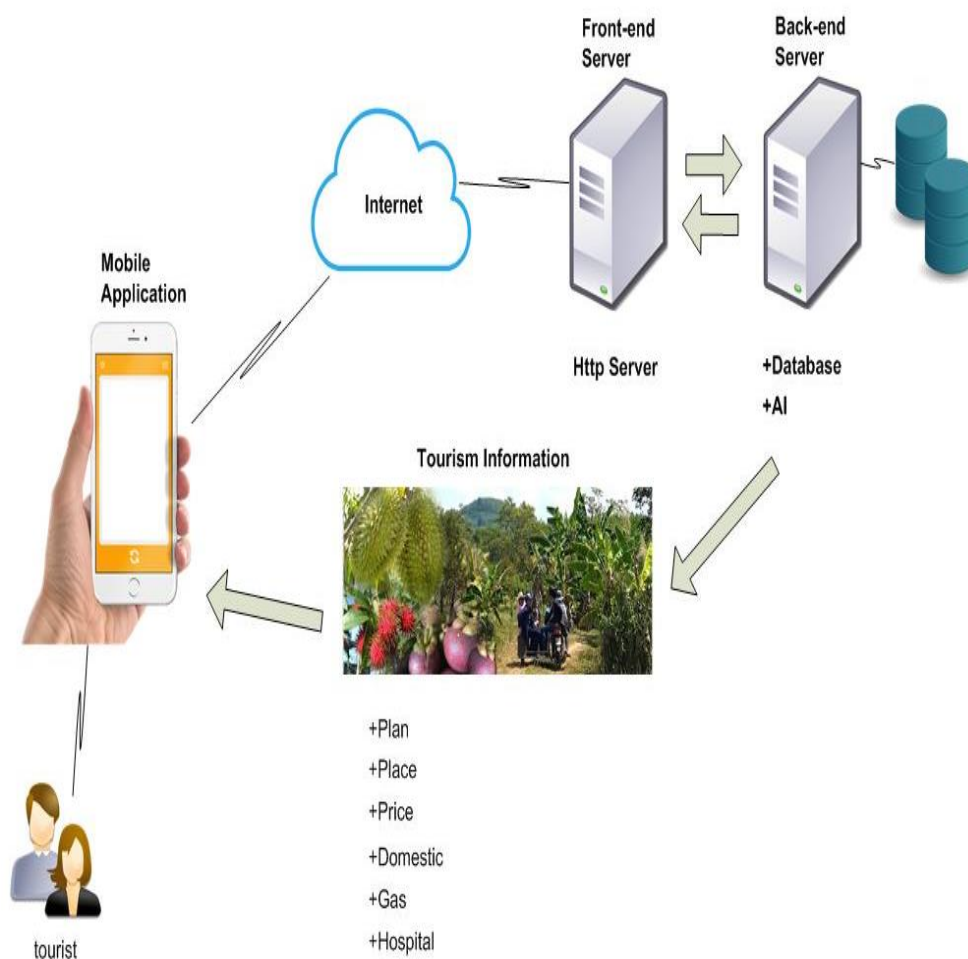 Front-end
Server
Back-end
Server
Internet
Mobile
Application
Http Server
+Database
+AI
Tourism Information
+Plan
+Place
+Price
+Domestic
+Gas
+Hospital
tourist